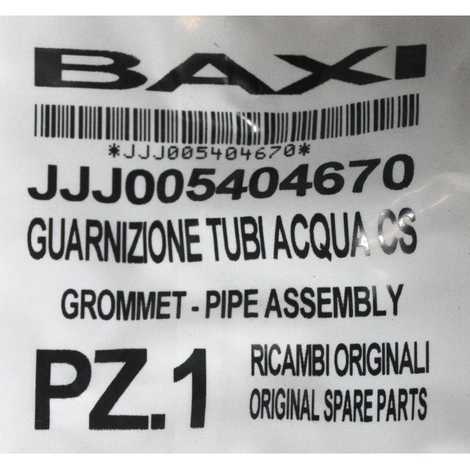 BAXI
*JJJ005404670*
JJJ005404670
GUARNIZIONE TUBI ACQUA CS
GROMMET - PIPE ASSEMBLY
PZ.1
RICAMBI ORIGINALI
ORIGINAL SPARE PARTS